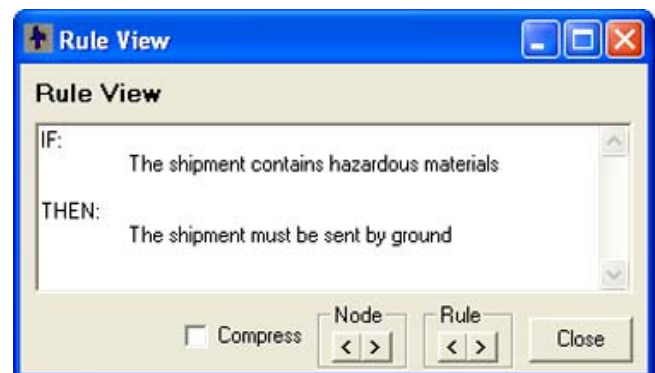 Rule View
Rule View
IF:
The shipment contains hazardous materials
THEN:
The shipment must be sent by ground
Compress
Node
< >
Rule
< >
Close